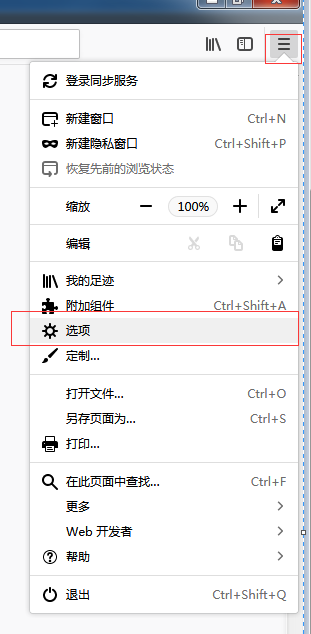 登录同步服务
新建窗口 Ctrl+N
新建隐私窗口 Ctrl+Shift+P
恢复先前的浏览状态
缩放 100%
编辑
我的足迹
附加组件 Ctrl+Shift+A
选项
定制...
打开文件... Ctrl+O
另存页面为... Ctrl+S
打印...
在此页面中查找... Ctrl+F
更多
Web 开发者
帮助
退出 Ctrl+Shift+Q